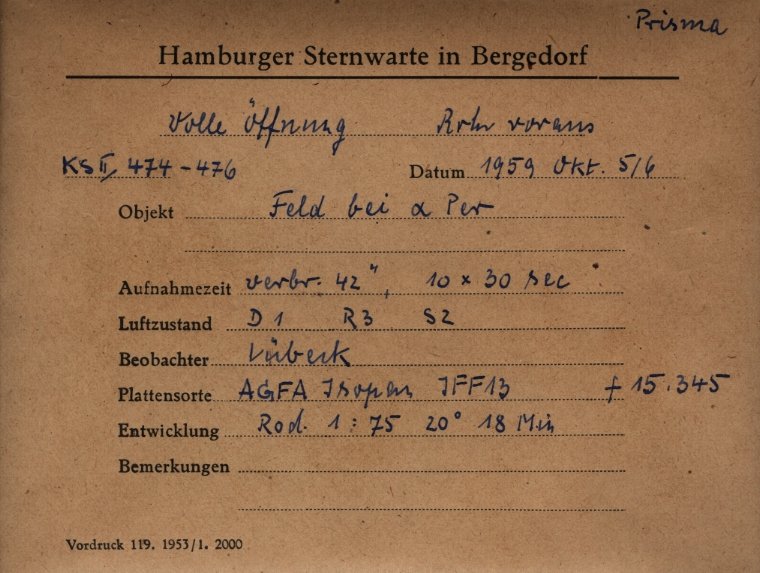 Prisma
Hamburger Sternwarte in Bergedorf
Volle Öffnung Rohr voraus
KS II, 474-476 Datum 1959 Okt. 5/6
Objekt Feld bei α Per
Aufnahmezeit verbr: 42", 10 × 30 sec
Luftzustand D1 R3 S2
Beobachter Lübeck
Plattensorte AGFA Isopan IFF13 f 15.345
Entwicklung Rod. 1:75 20° 18 Min
Bemerkungen
Vordruck 119. 1953/1. 2000